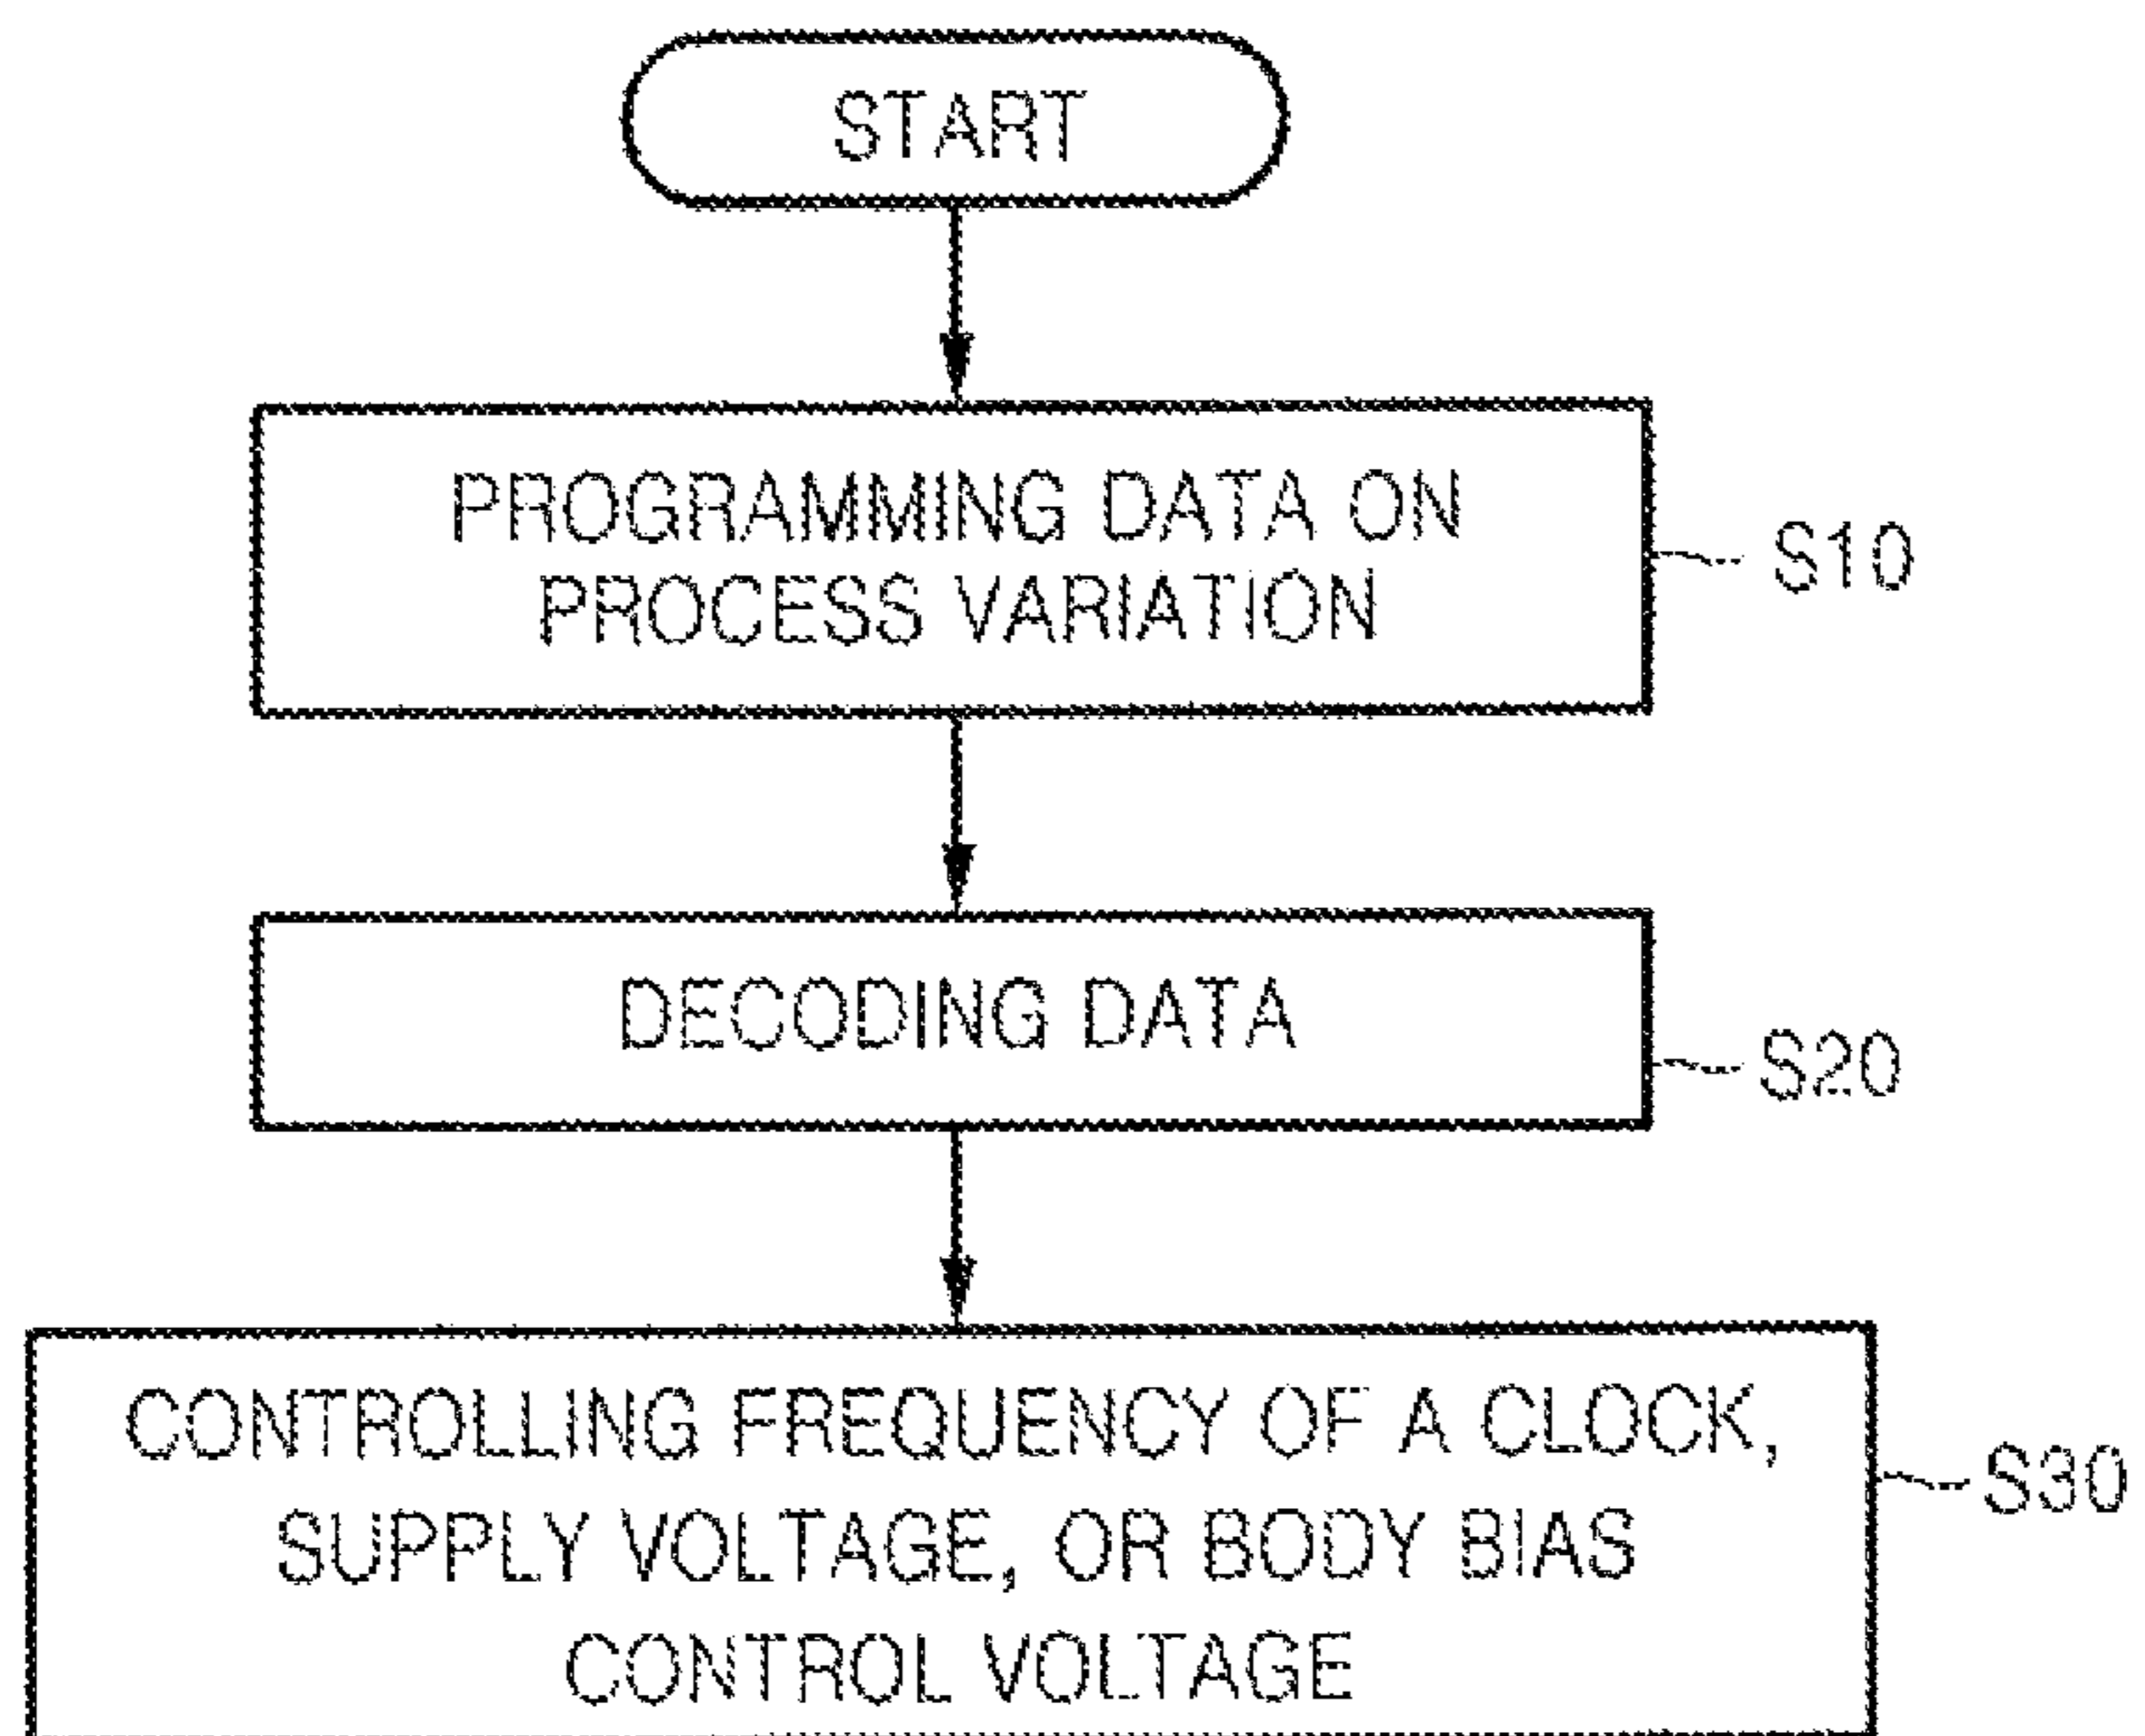 START
PROGRAMMING DATA ON
PROCESS VARIATION
S10
DECODING DATA
S20
CONTROLLING FREQUENCY OF A CLOCK,
SUPPLY VOLTAGE, OR BODY BIAS
CONTROL VOLTAGE
S30